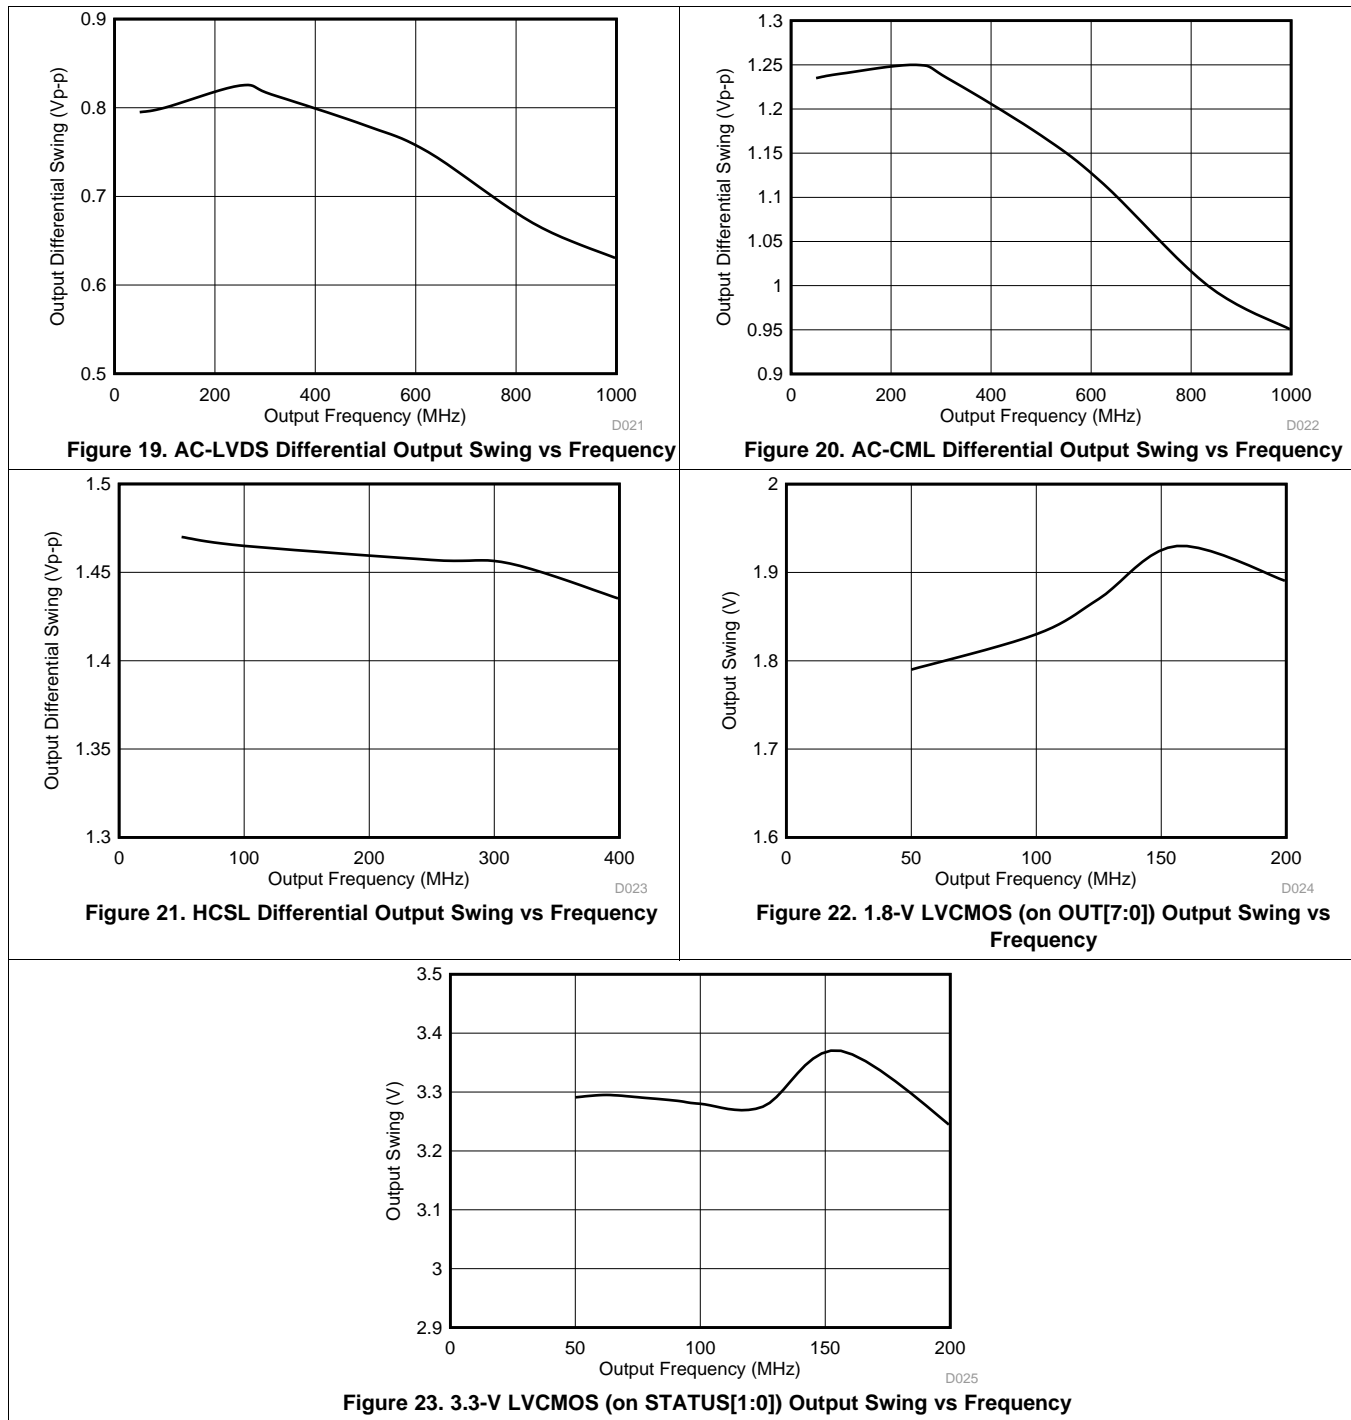 0.9
0.8
0.7
0.6
0.5
Output Differential Swing (Vp-p)
0 200 400 600 800 1000
Output Frequency (MHz)
D021
Figure 19. AC-LVDS Differential Output Swing vs Frequency
1.3
1.25
1.2
1.15
1.1
1.05
1
0.95
0.9
Output Differential Swing (Vp-p)
0 200 400 600 800 1000
Output Frequency (MHz)
D022
Figure 20. AC-CML Differential Output Swing vs Frequency
1.5
1.45
1.4
1.35
1.3
Output Differential Swing (Vp-p)
0 100 200 300 400
Output Frequency (MHz)
D023
Figure 21. HCSL Differential Output Swing vs Frequency
2
1.9
1.8
1.7
1.6
Output Swing (V)
0 50 100 150 200
Output Frequency (MHz)
D024
Figure 22. 1.8-V LVCMOS (on OUT[7:0]) Output Swing vs
Frequency
3.5
3.4
3.3
3.2
3.1
3
2.9
Output Swing (V)
0 50 100 150 200
Output Frequency (MHz)
D025
Figure 23. 3.3-V LVCMOS (on STATUS[1:0]) Output Swing vs Frequency